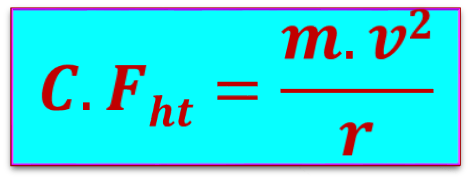 C.F_ht = m.v² / r